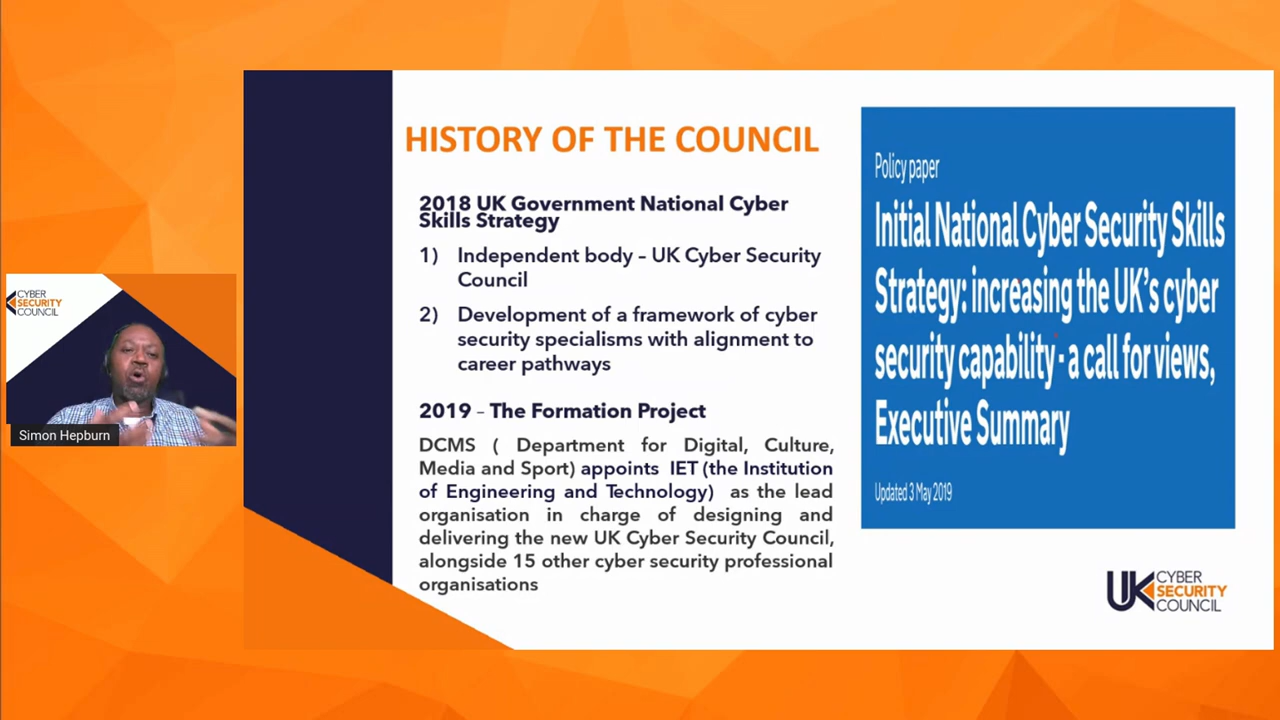 HISTORY OF THE COUNCIL
2018 UK Government National Cyber
Skills Strategy
1) Independent body – UK Cyber Security
Council
2) Development of a framework of cyber
security specialisms with alignment to
career pathways
2019 – The Formation Project
DCMS ( Department for Digital, Culture,
Media and Sport) appoints IET (the Institution
of Engineering and Technology) as the lead
organisation in charge of designing and
delivering the new UK Cyber Security Council,
alongside 15 other cyber security professional
organisations
Policy paper
Initial National Cyber Security Skills
Strategy: increasing the UK's cyber
security capability - a call for views,
Executive Summary
Updated 3 May 2019
UK
CYBER
SECURITY
COUNCIL
CYBER
SECURITY
COUNCIL
Simon Hepburn